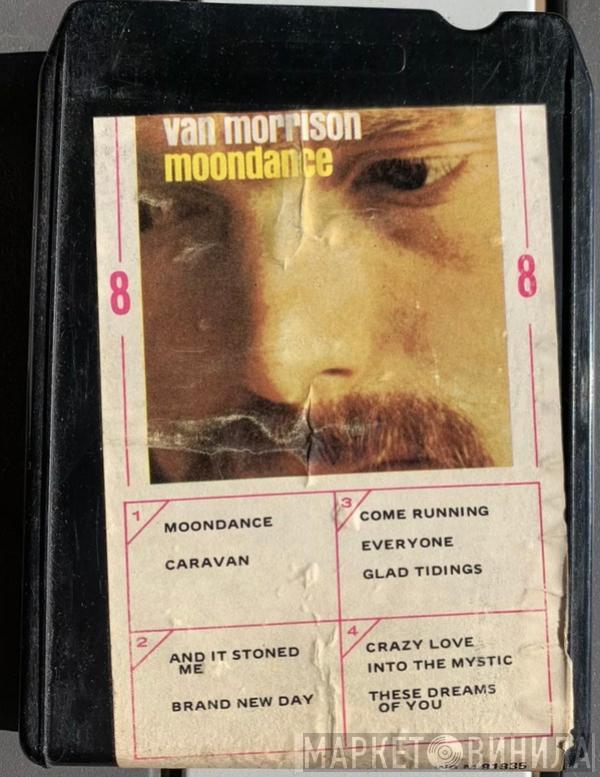 van morrison
moondance
8
8
1
MOONDANCE
CARAVAN
2
AND IT STONED
ME
BRAND NEW DAY
3
COME RUNNING
EVERYONE
GLAD TIDINGS
4
CRAZY LOVE
INTO THE MYSTIC
THESE DREAMS
OF YOU
МАРКЕТ ВИНИЛА